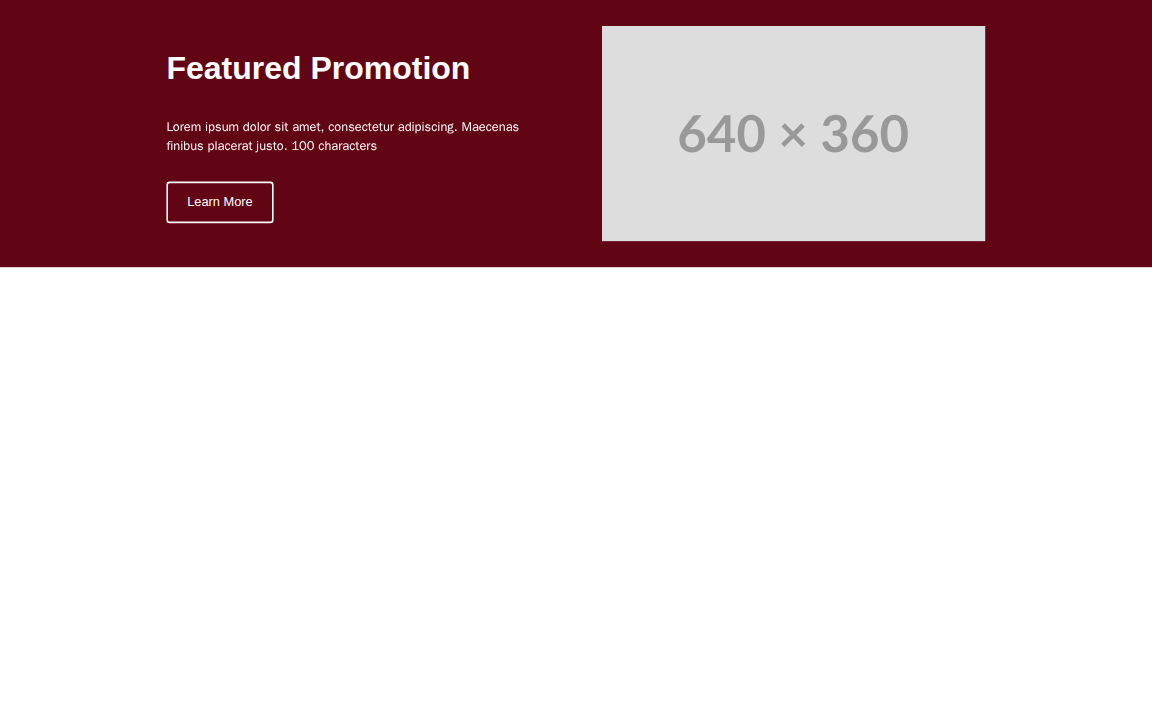 Featured Promotion
Lorem ipsum dolor sit amet, consectetur adipiscing. Maecenas
finibus placerat justo. 100 characters
Learn More
640 × 360